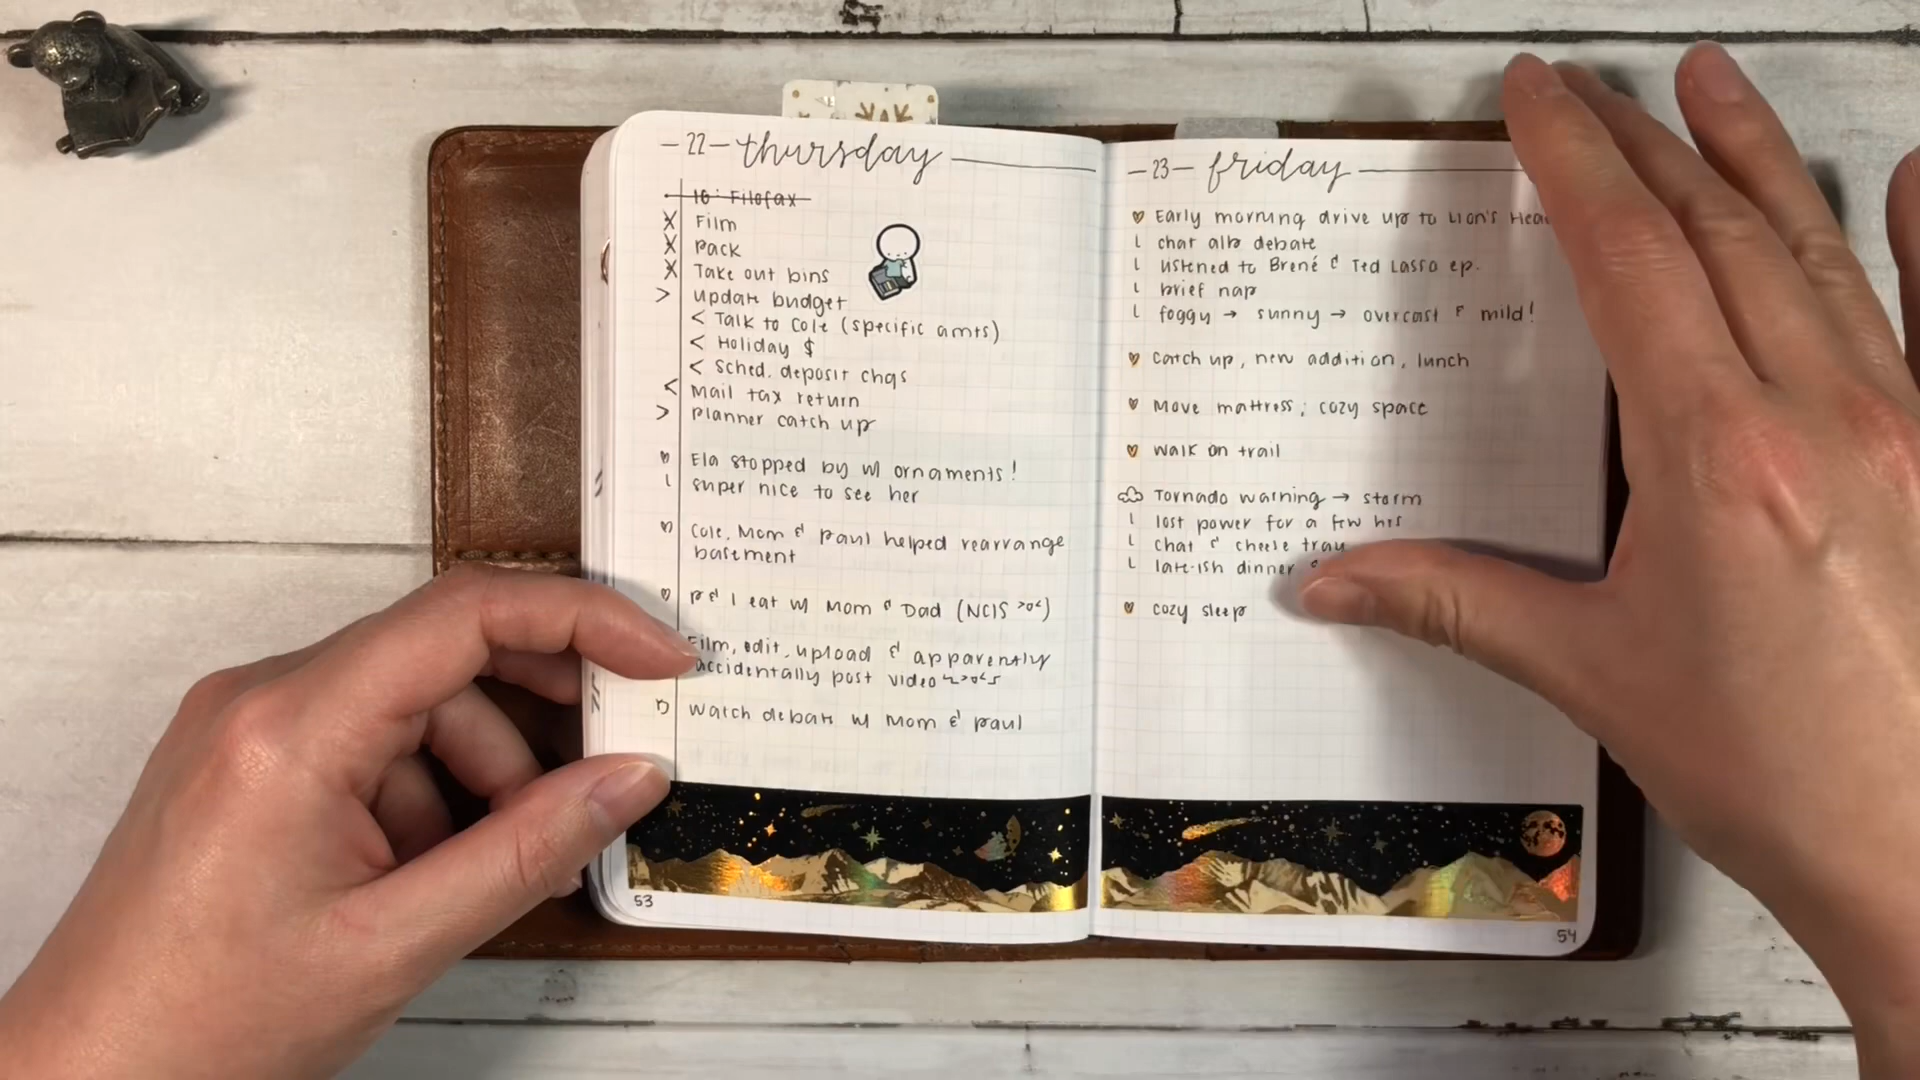 -22- thursday
10: Filofax
X Film
X Pack
X Take out bins
> update budget
< Talk to Cole (specific amts)
< Holiday $
< Sched. deposit chgs
< Mail tax return
> planner catch up
Ela stopped by w/ ornaments!
super nice to see her
Cole, Mom & Paul helped rearrange
basement
P & I eat w/ Mom & Dad (NCIS >o<)
Film, edit, upload & apparently
accidentally post video
Watch debate w/ Mom & Paul
53
-23- friday
Early morning drive up to Lion's
chat abt debate
listened to Brené & Ted Lasso ep.
brief nap
foggy → sunny → overcast & mild!
Catch up, new addition, lunch
Move mattress; cozy space
Walk on trail
Tornado warning → storm
lost power for a few hrs
chat & cheese tray
late-ish dinner
cozy sleep
54